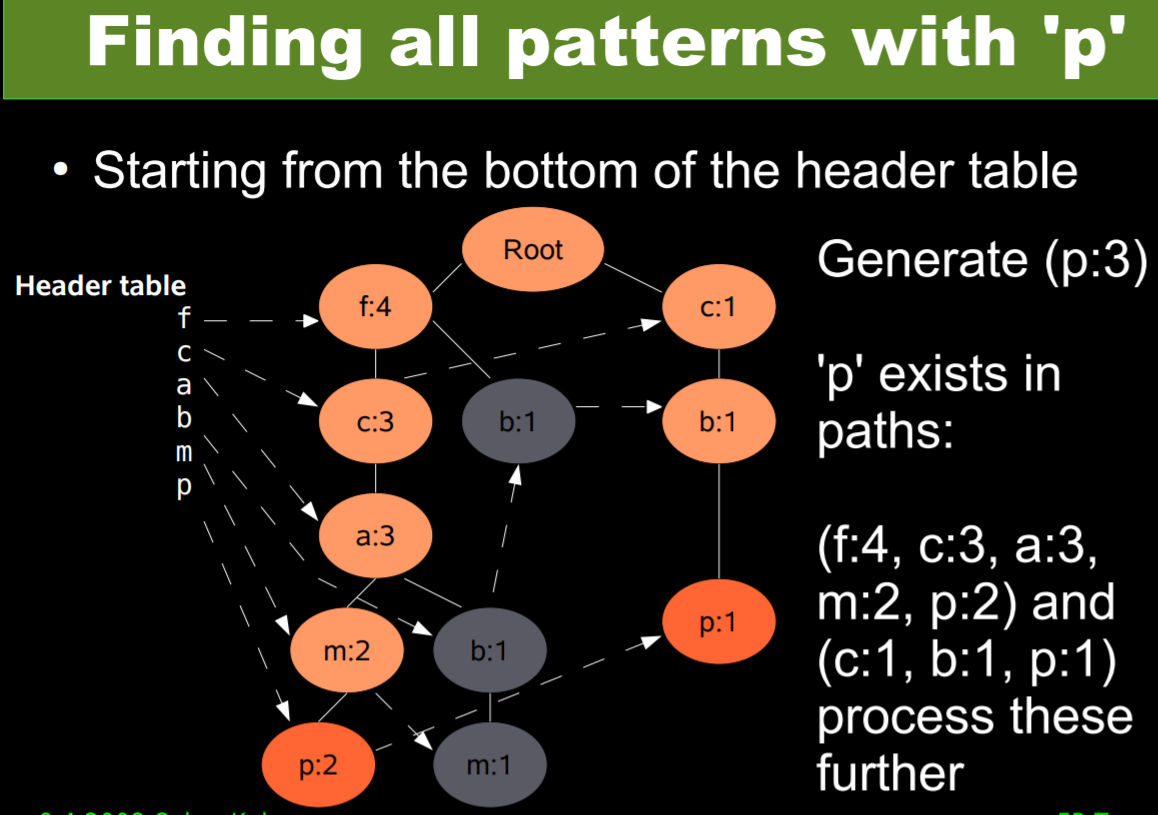 Finding all patterns with 'p'
• Starting from the bottom of the header table
Root
Generate (p:3)
Header table
f
c
a
b
m
p
f:4
c:1
c:3
b:1
b:1
a:3
m:2
b:1
p:1
p:2
m:1
'p' exists in
paths:
(f:4, c:3, a:3,
m:2, p:2) and
(c:1, b:1, p:1)
process these
further